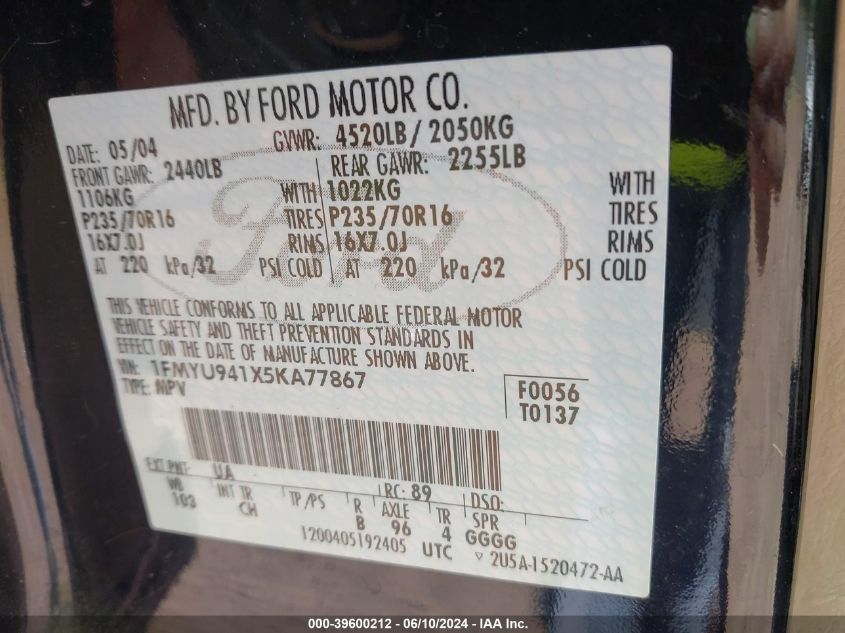 MFD. BY FORD MOTOR CO.
DATE: 05/04 GVWR: 4520LB / 2050KG
FRONT GAWR: 2440LB REAR GAWR: 2255LB
1106KG WITH 1022KG WITH
P235/70R16 TIRES P235/70R16 TIRES
16X7.0J RIMS 16X7.0J RIMS
AT 220 kPa/32 PSI COLD AT 220 kPa/32 PSI COLD
Ford
THIS VEHICLE CONFORMS TO ALL APPLICABLE FEDERAL MOTOR
VEHICLE SAFETY AND THEFT PREVENTION STANDARDS IN
EFFECT ON THE DATE OF MANUFACTURE SHOWN ABOVE.
VIN: 1FMYU941X5KA77867
TYPE: MPV
F0056
T0137
EXT PNT: UA RC: 89 DSO:
WB INT TR TP/PS R AXLE TR SPR
103 CH B 96 4 GGGG
1200405192405 UTC 2U5A-1520472-AA
000-39600212 - 06/10/2024 - IAA Inc.